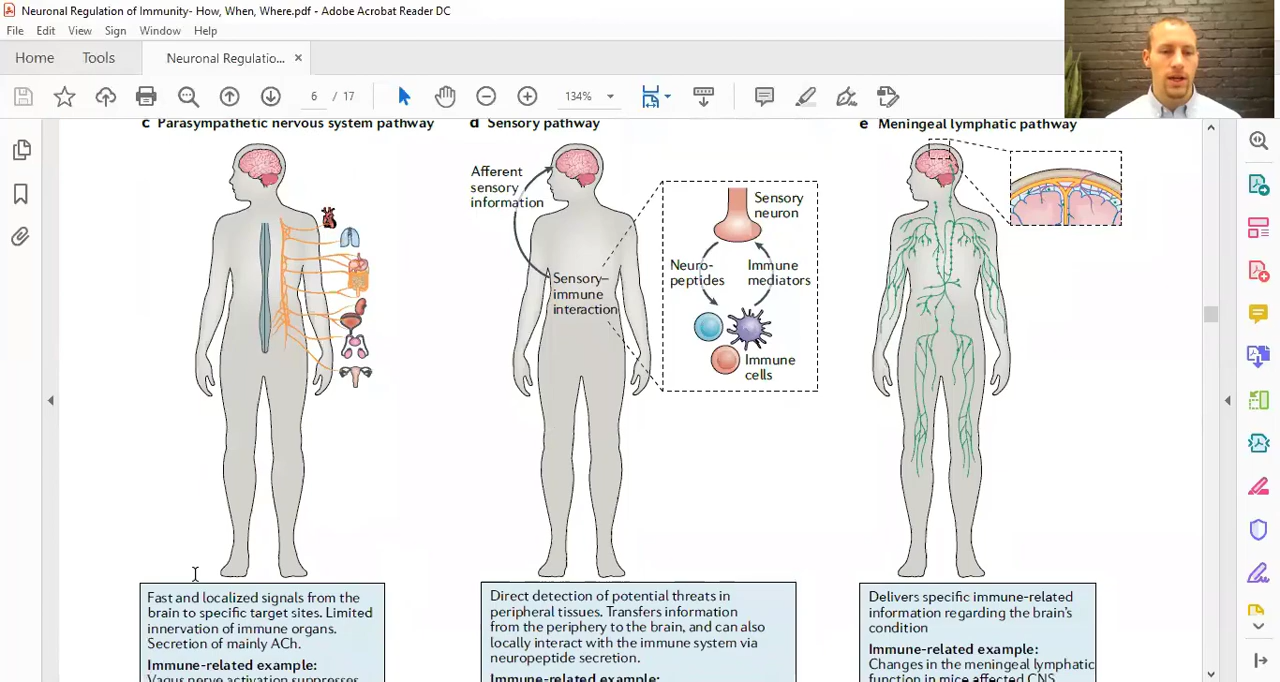 Neuronal Regulation of Immunity- How, When, Where.pdf - Adobe Acrobat Reader DC
File Edit View Sign Window Help
Home Tools Neuronal Regulatio... ×
6 / 17 134%
c Parasympathetic nervous system pathway
d Sensory pathway
e Meningeal lymphatic pathway
Afferent
sensory
information
Sensory–
immune
interaction
Sensory
neuron
Neuro-
peptides
Immune
mediators
Immune
cells
Fast and localized signals from the
brain to specific target sites. Limited
innervation of immune organs.
Secretion of mainly ACh.
Immune-related example:
Vagus nerve activation suppresses
Direct detection of potential threats in
peripheral tissues. Transfers information
from the periphery to the brain, and can also
locally interact with the immune system via
neuropeptide secretion.
Immune-related example:
Delivers specific immune-related
information regarding the brain's
condition
Immune-related example:
Changes in the meningeal lymphatic
function in mice affected CNS